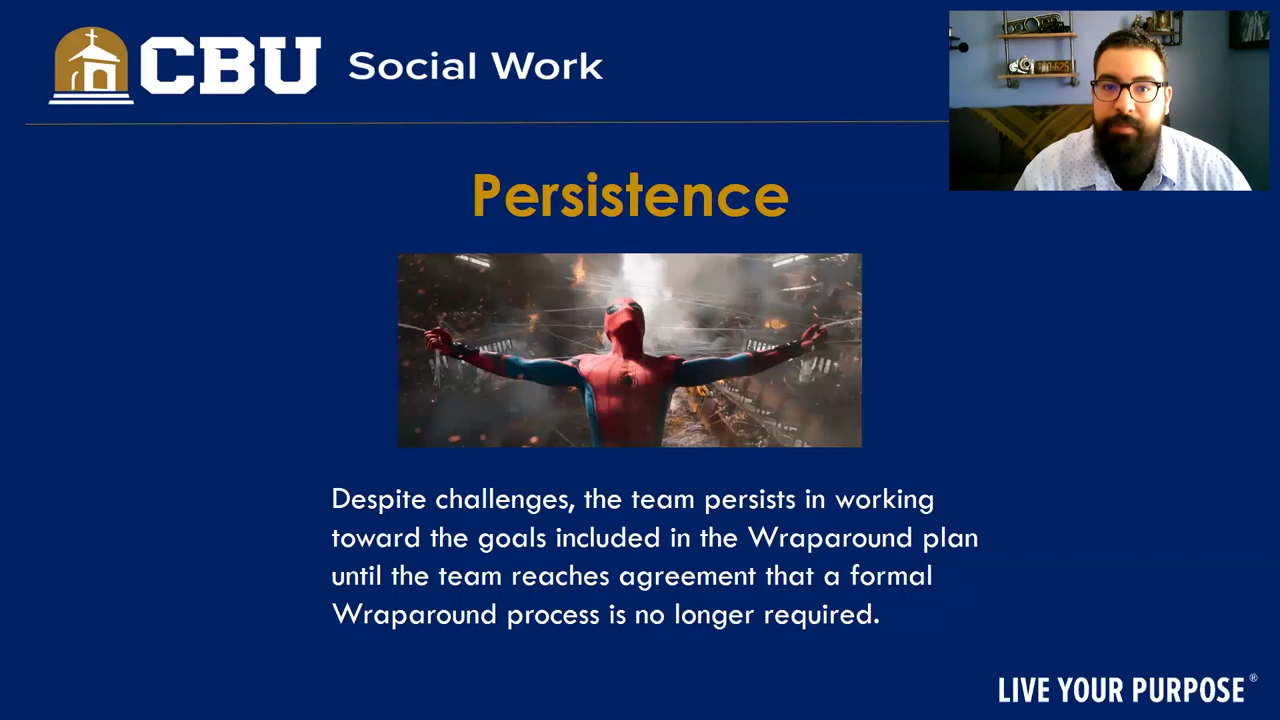 CBU Social Work
Persistence
Despite challenges, the team persists in working
toward the goals included in the Wraparound plan
until the team reaches agreement that a formal
Wraparound process is no longer required.
LIVE YOUR PURPOSE®